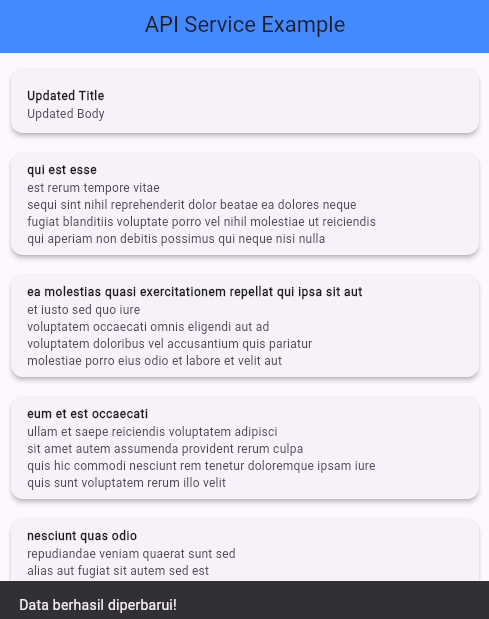 API Service Example
Updated Title
Updated Body
qui est esse
est rerum tempore vitae
sequi sint nihil reprehenderit dolor beatae ea dolores neque
fugiat blanditiis voluptate porro vel nihil molestiae ut reiciendis
qui aperiam non debitis possimus qui neque nisi nulla
ea molestias quasi exercitationem repellat qui ipsa sit aut
et iusto sed quo iure
voluptatem occaecati omnis eligendi aut ad
voluptatem doloribus vel accusantium quis pariatur
molestiae porro eius odio et labore et velit aut
eum et est occaecati
ullam et saepe reiciendis voluptatem adipisci
sit amet autem assumenda provident rerum culpa
quis hic commodi nesciunt rem tenetur doloremque ipsam iure
quis sunt voluptatem rerum illo velit
nesciunt quas odio
repudiandae veniam quaerat sunt sed
alias aut fugiat sit autem sed est
Data berhasil diperbarui!